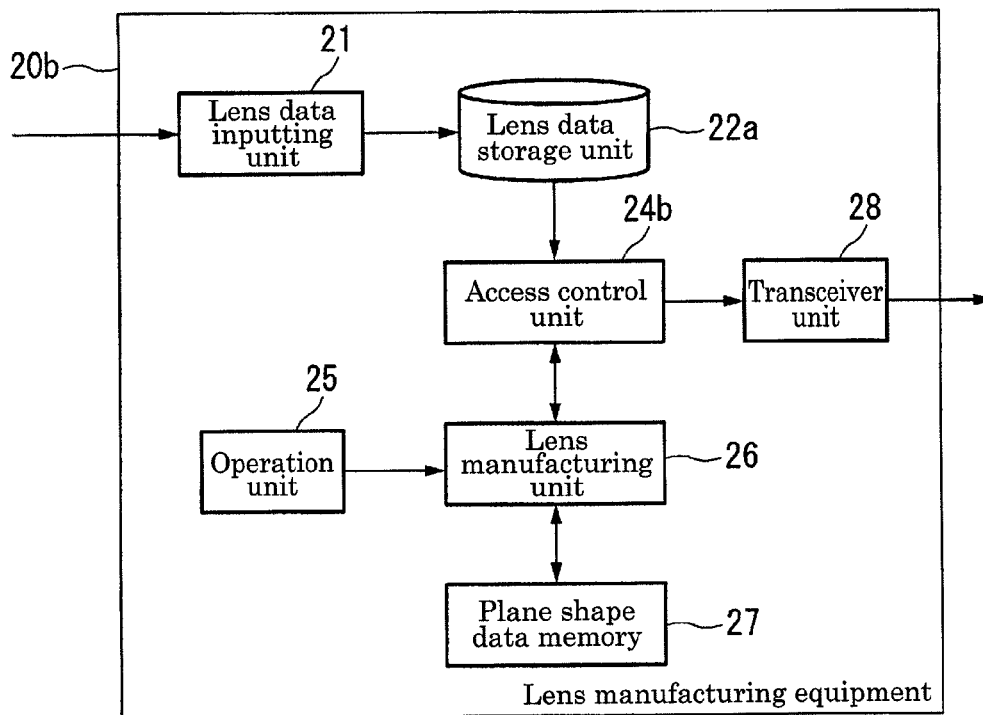 20b
21
Lens data
inputting
unit
Lens data
storage unit
22a
24b
28
Access control
unit
Transceiver
unit
25
Operation
unit
Lens
manufacturing
unit
26
Plane shape
data memory
27
Lens manufacturing equipment